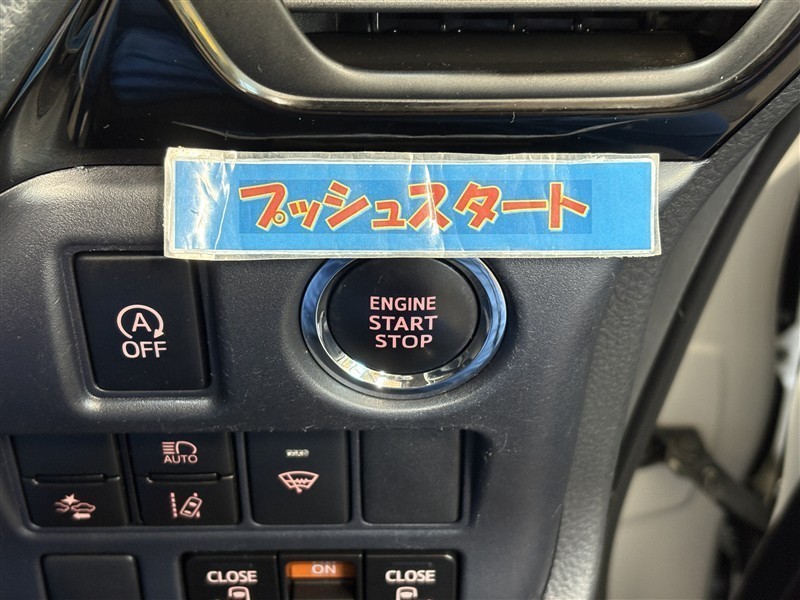 プッシュスタート
A
OFF
ENGINE
START
STOP
AUTO
CLOSE
ON
CLOSE